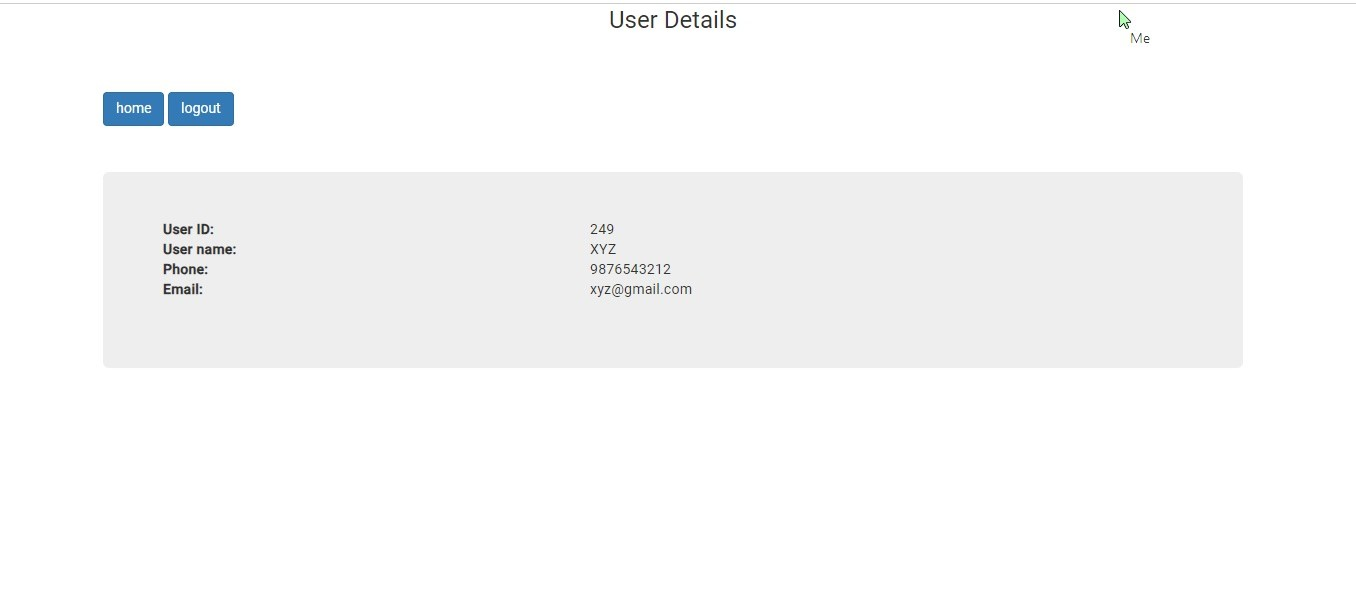 User Details
Me
home logout
User ID: 249
User name: XYZ
Phone: 9876543212
Email: xyz@gmail.com